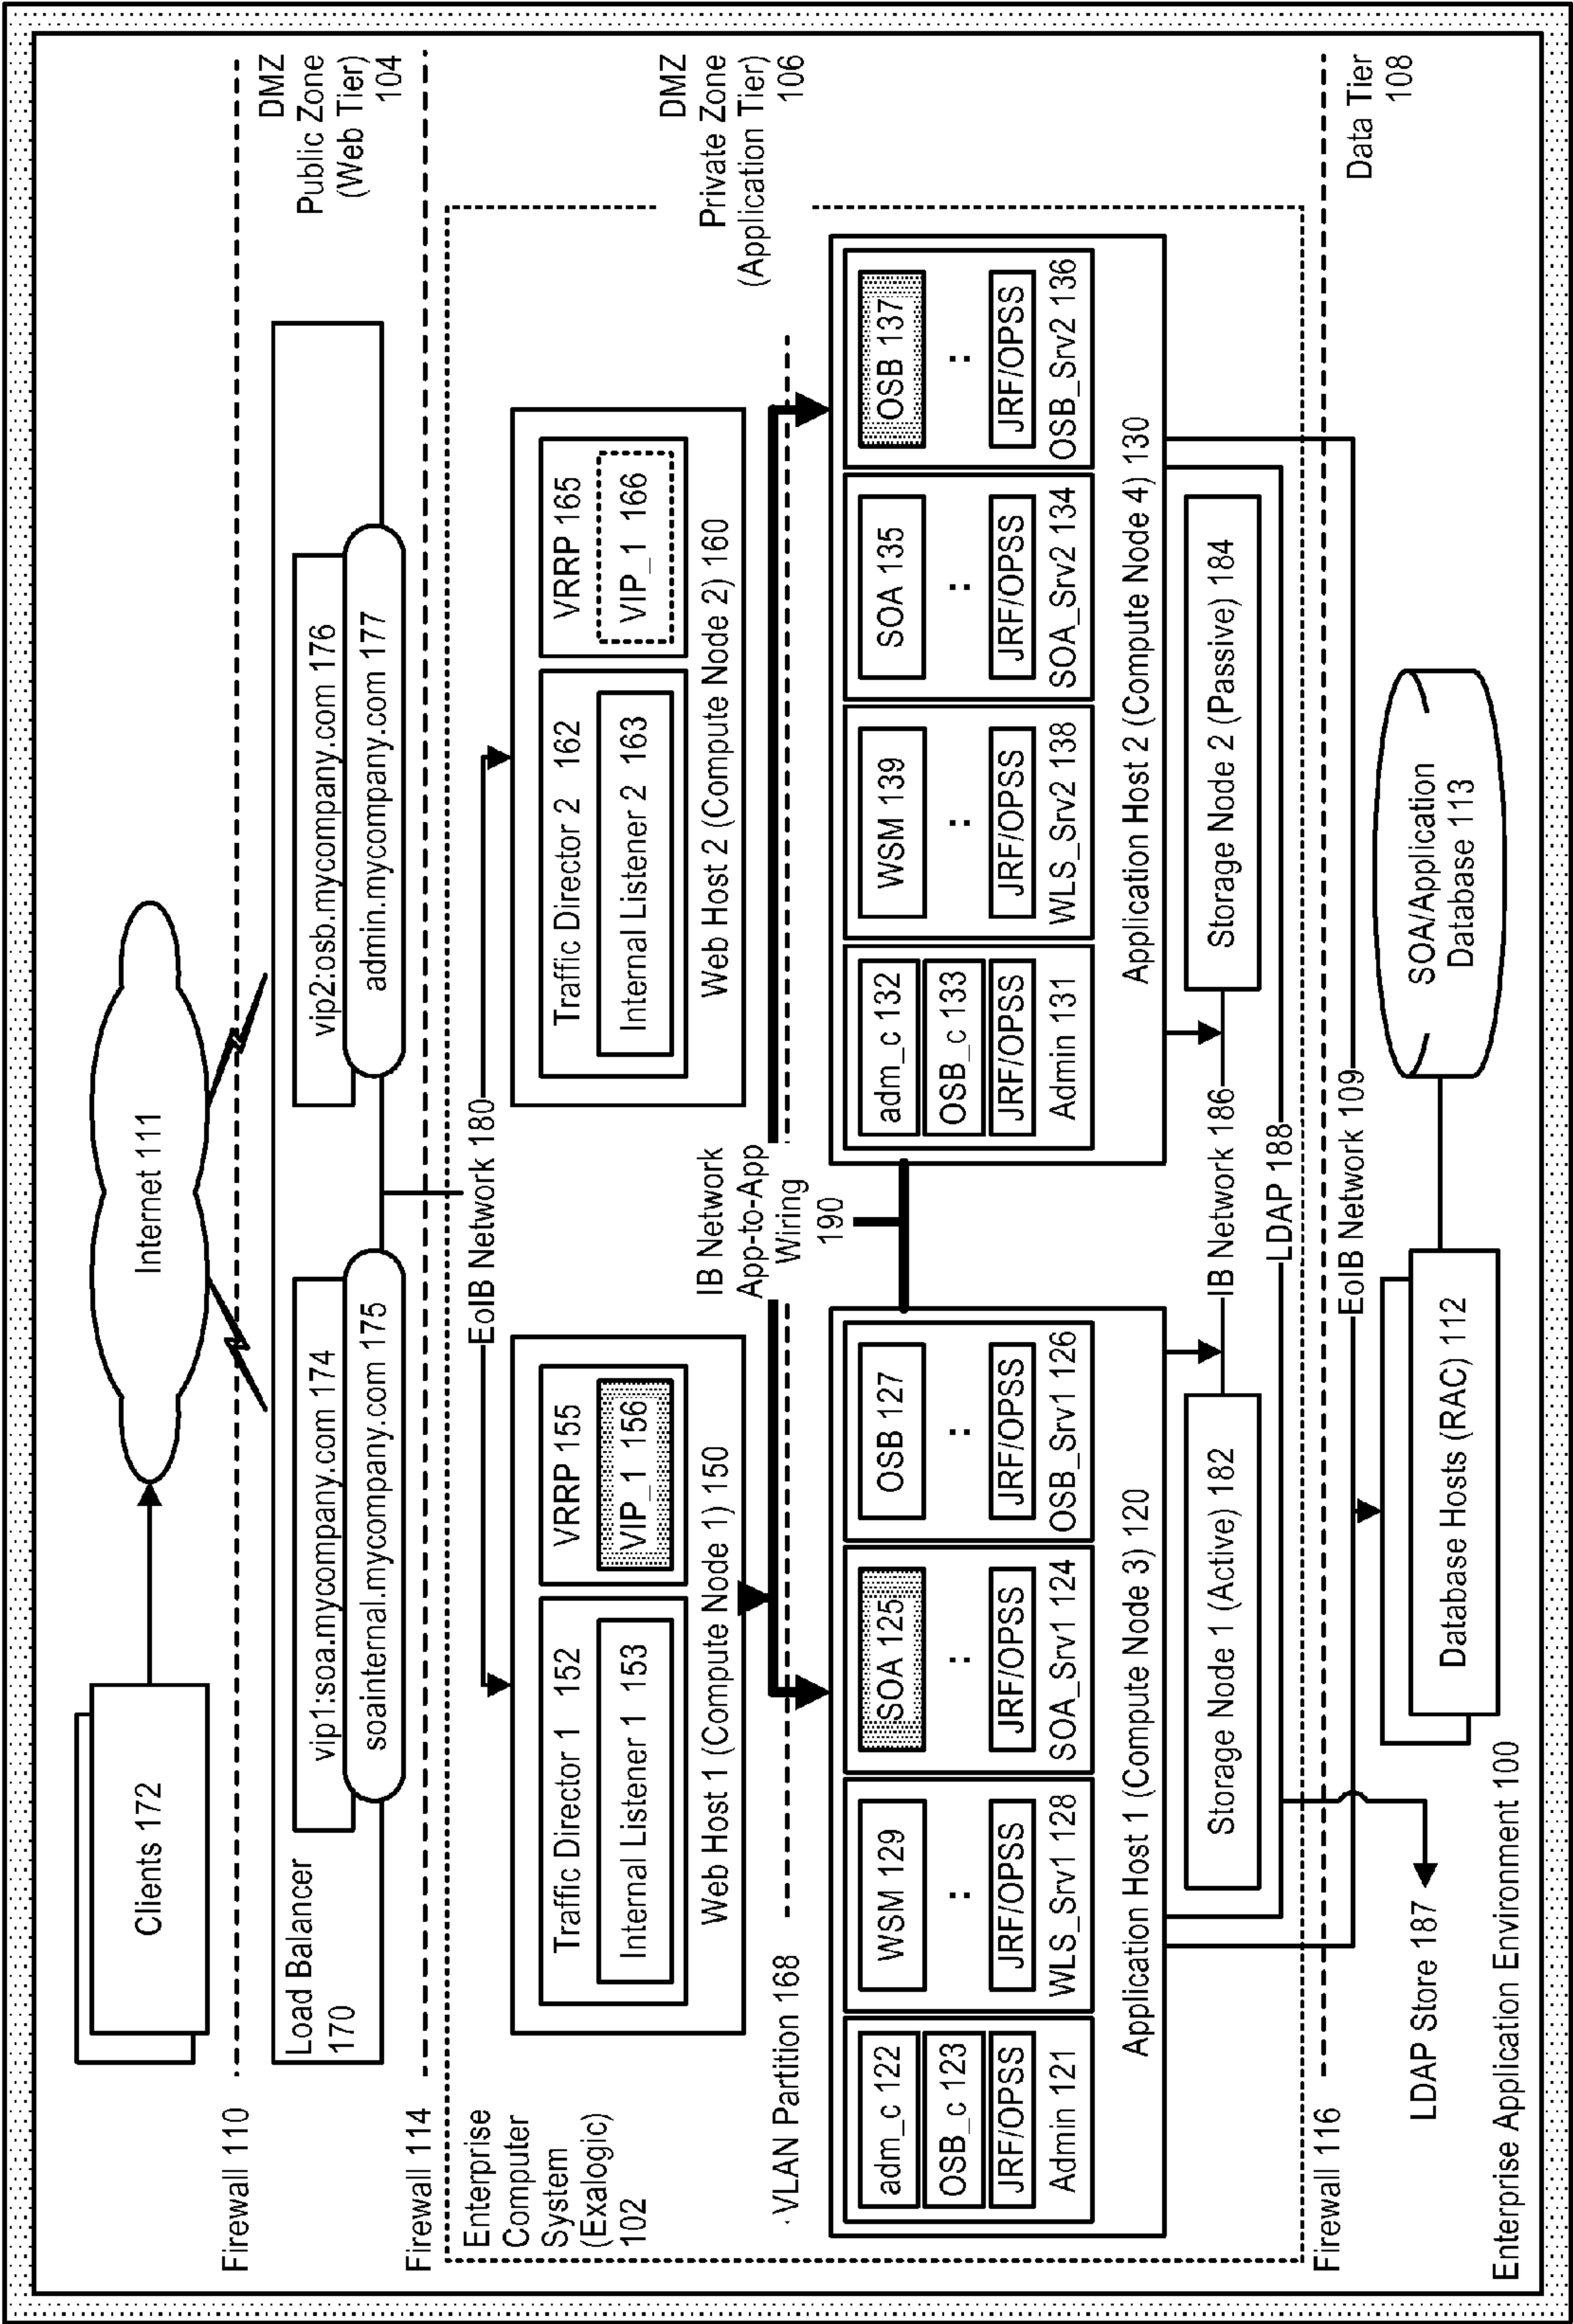 Clients 172
Internet 111
Firewall 110
DMZ
Public Zone
(Web Tier)
104
Load Balancer
170
vip1:soa.mycompany.com 174
soainternal.mycompany.com 175
vip2:osb.mycompany.com 176
admin.mycompany.com 177
Firewall 114
Enterprise
Computer
System
(Exalogic)
102
EoIB Network 180
Traffic Director 1 152
Internal Listener 1 153
VRRP 155
VIP_1 156
Web Host 1 (Compute Node 1) 150
Traffic Director 2 162
Internal Listener 2 163
VRRP 165
VIP_1 166
Web Host 2 (Compute Node 2) 160
DMZ
Private Zone
(Application Tier)
106
VLAN Partition 168
IB Network
App-to-App
Wiring
190
adm_c 122
OSB_c 123
JRF/OPSS
Admin 121
WSM 129
:
JRF/OPSS
WLS_Srv1 128
SOA 125
:
JRF/OPSS
SOA_Srv1 124
OSB 127
:
JRF/OPSS
OSB_Srv1 126
Application Host 1 (Compute Node 3) 120
adm_c 132
OSB_c 133
JRF/OPSS
Admin 131
WSM 139
:
JRF/OPSS
WLS_Srv2 138
SOA 135
:
JRF/OPSS
SOA_Srv2 134
OSB 137
:
JRF/OPSS
OSB_Srv2 136
Application Host 2 (Compute Node 4) 130
Storage Node 1 (Active) 182
IB Network 186
Storage Node 2 (Passive) 184
LDAP 188
Firewall 116
EoIB Network 109
Data Tier
108
LDAP Store 187
Database Hosts (RAC) 112
SOA/Application
Database 113
Enterprise Application Environment 100